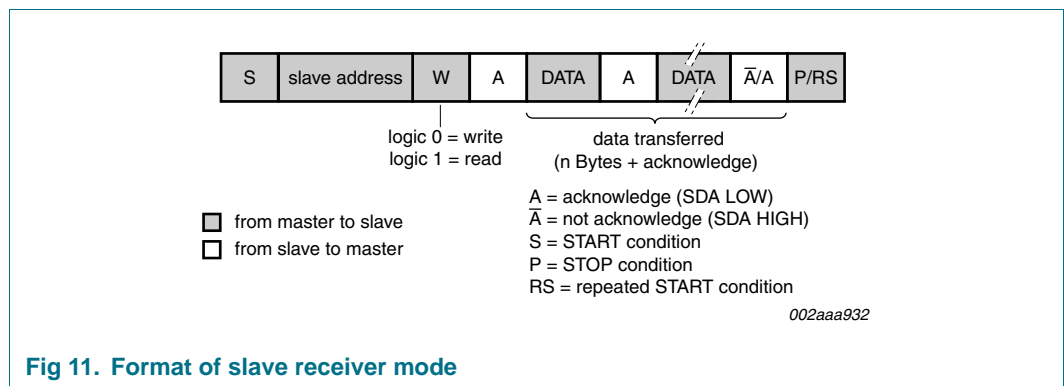 S slave address W A DATA A DATA A̅/A P/RS
logic 0 = write
logic 1 = read
data transferred
(n Bytes + acknowledge)
A = acknowledge (SDA LOW)
A̅ = not acknowledge (SDA HIGH)
S = START condition
P = STOP condition
RS = repeated START condition
from master to slave
from slave to master
002aaa932
Fig 11. Format of slave receiver mode